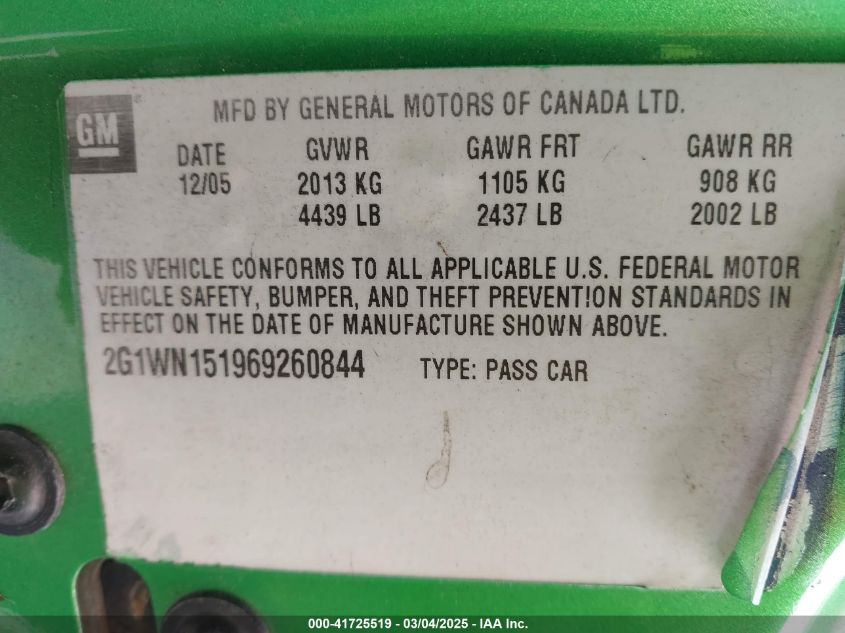 GM
MFD BY GENERAL MOTORS OF CANADA LTD.
DATE GVWR GAWR FRT GAWR RR
12/05 2013 KG 1105 KG 908 KG
4439 LB 2437 LB 2002 LB
THIS VEHICLE CONFORMS TO ALL APPLICABLE U.S. FEDERAL MOTOR
VEHICLE SAFETY, BUMPER, AND THEFT PREVENTION STANDARDS IN
EFFECT ON THE DATE OF MANUFACTURE SHOWN ABOVE.
2G1WN151969260844 TYPE: PASS CAR
000-41725519 - 03/04/2025 - IAA Inc.